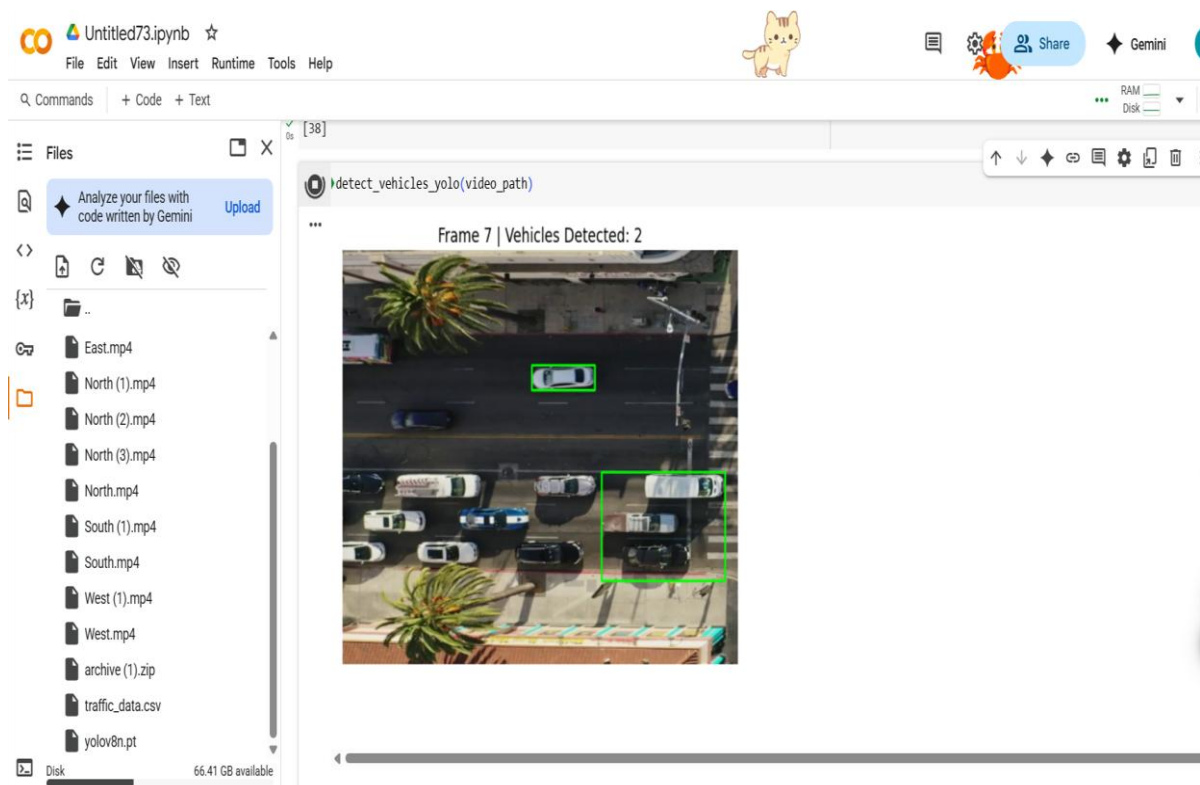 Untitled73.ipynb
File Edit View Insert Runtime Tools Help
Share
Gemini
Commands + Code + Text
RAM
Disk
Files
Analyze your files with
code written by Gemini
Upload
{x}
..
East.mp4
North (1).mp4
North (2).mp4
North (3).mp4
North.mp4
South (1).mp4
South.mp4
West (1).mp4
West.mp4
archive (1).zip
traffic_data.csv
yolov8n.pt
Disk
66.41 GB available
0s
[38]
detect_vehicles_yolo(video_path)
Frame 7 | Vehicles Detected: 2